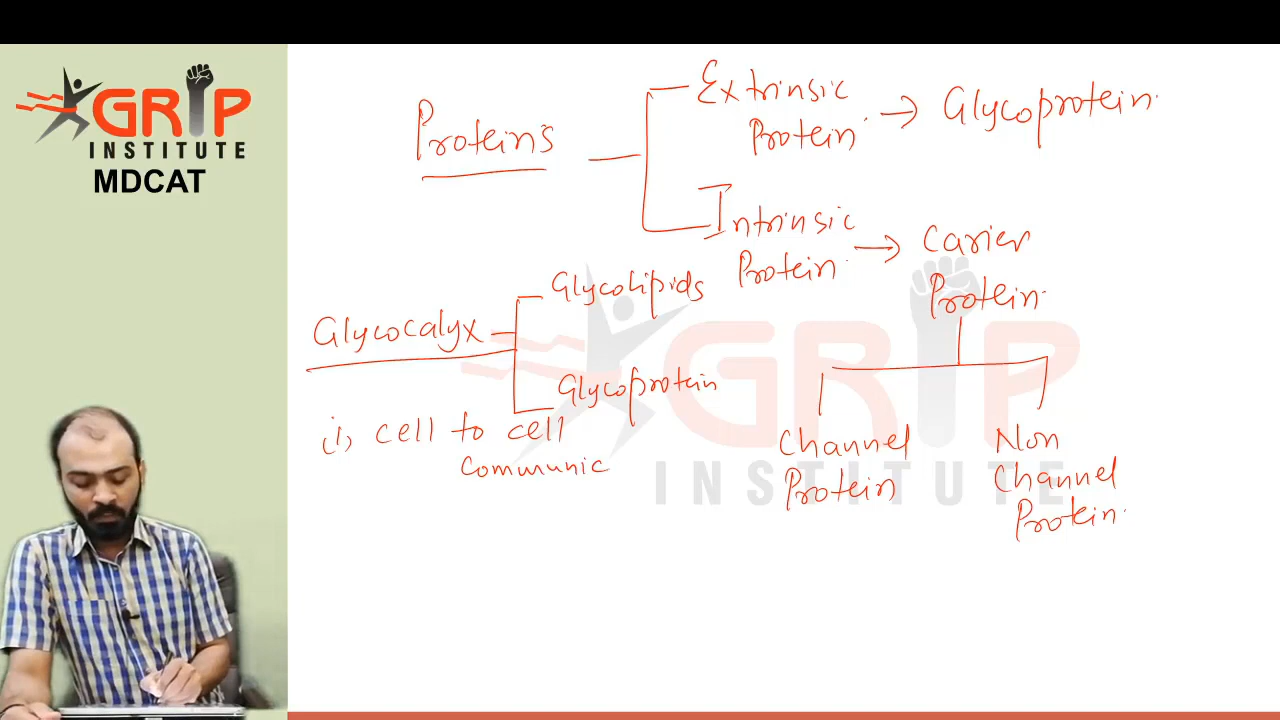 GRIP
INSTITUTE
MDCAT
Proteins
Extrinsic
Protein → Glycoprotein
Intrinsic
Protein → Carier
Protein
Glycocalyx
Glycolipids
Glycoprotein
i, cell to cell
communic
Channel
Protein
Non
Channel
Protein
GRIP
INSTITUTE